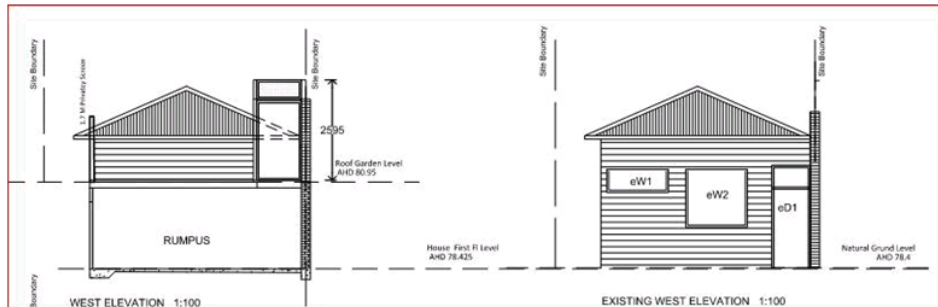 Site Boundary
1.7 M Privalcy Screen
Site Boundary
2595
Roof Garden Level
AHD 80.95
RUMPUS
House First Fl Level
AHD 78.425
Site Boundary
WEST ELEVATION 1:100
Site Boundary
Site Boundary
eW1
eW2
eD1
Natural Grund Level
AHD 78.4
EXISTING WEST ELEVATION 1:100